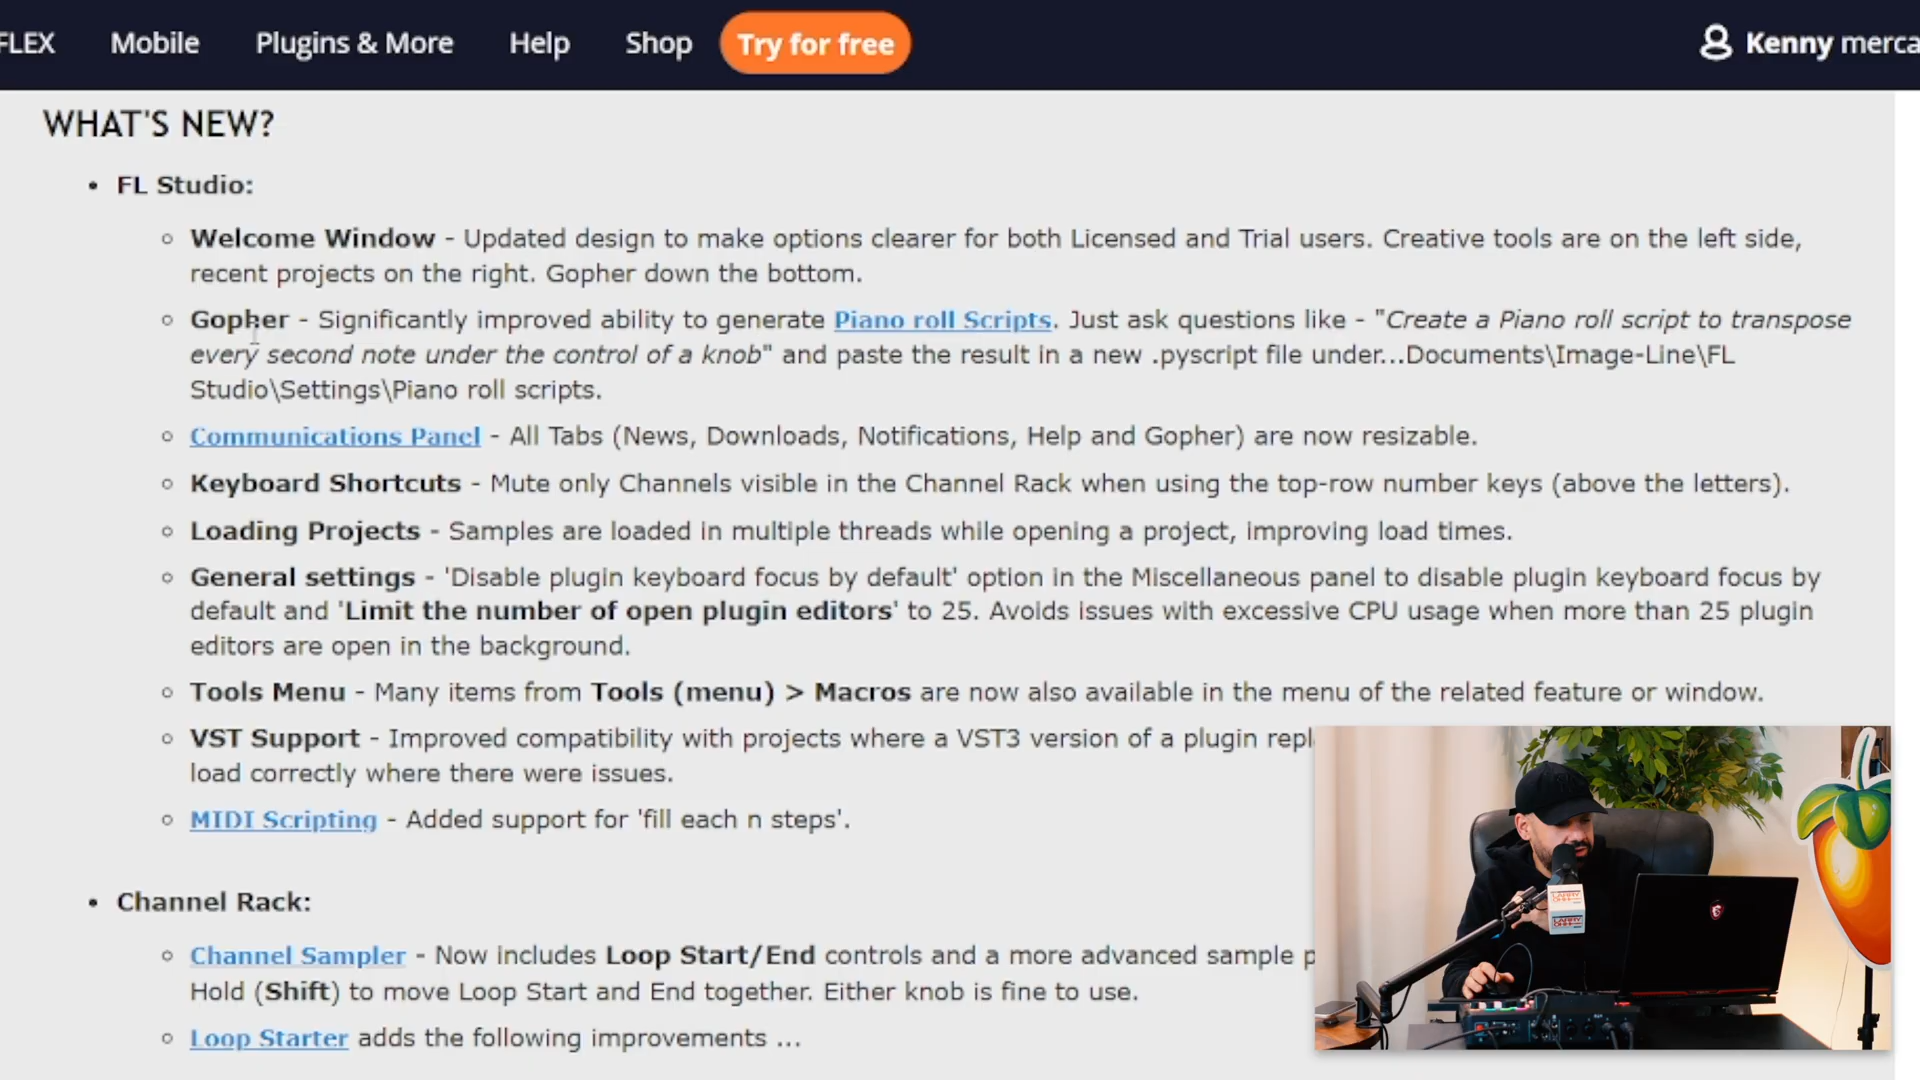 FLEX Mobile Plugins & More Help Shop Try for free Kenny merca
WHAT'S NEW?
• FL Studio:
Welcome Window - Updated design to make options clearer for both Licensed and Trial users. Creative tools are on the left side,
recent projects on the right. Gopher down the bottom.
Gopher - Significantly improved ability to generate Piano roll Scripts. Just ask questions like - "Create a Piano roll script to transpose
every second note under the control of a knob" and paste the result in a new .pyscript file under...Documents\Image-Line\FL
Studio\Settings\Piano roll scripts.
Communications Panel - All Tabs (News, Downloads, Notifications, Help and Gopher) are now resizable.
Keyboard Shortcuts - Mute only Channels visible in the Channel Rack when using the top-row number keys (above the letters).
Loading Projects - Samples are loaded in multiple threads while opening a project, improving load times.
General settings - 'Disable plugin keyboard focus by default' option in the Miscellaneous panel to disable plugin keyboard focus by
default and 'Limit the number of open plugin editors' to 25. Avoids issues with excessive CPU usage when more than 25 plugin
editors are open in the background.
Tools Menu - Many items from Tools (menu) > Macros are now also available in the menu of the related feature or window.
VST Support - Improved compatibility with projects where a VST3 version of a plugin repl
load correctly where there were issues.
MIDI Scripting - Added support for 'fill each n steps'.
• Channel Rack:
Channel Sampler - Now includes Loop Start/End controls and a more advanced sample p
Hold (Shift) to move Loop Start and End together. Either knob is fine to use.
Loop Starter adds the following improvements ...